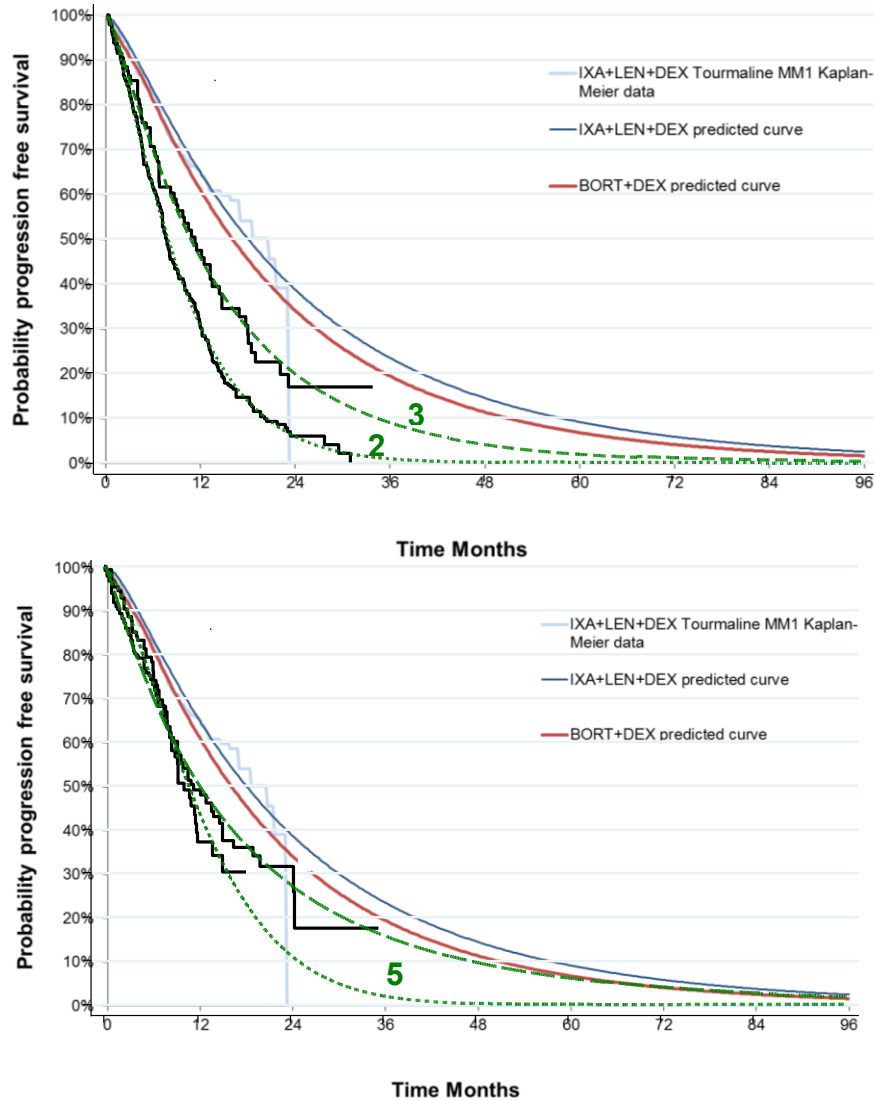 100%
90%
80%
70%
60%
50%
40%
30%
20%
10%
0%
Probability progression free survival
IXA+LEN+DEX Tourmaline MM1 Kaplan-
Meier data
IXA+LEN+DEX predicted curve
BORT+DEX predicted curve
3
2
0 12 24 36 48 60 72 84 96
Time Months
100%
90%
80%
70%
60%
50%
40%
30%
20%
10%
0%
Probability progression free survival
IXA+LEN+DEX Tourmaline MM1 Kaplan-
Meier data
IXA+LEN+DEX predicted curve
BORT+DEX predicted curve
5
0 12 24 36 48 60 72 84 96
Time Months